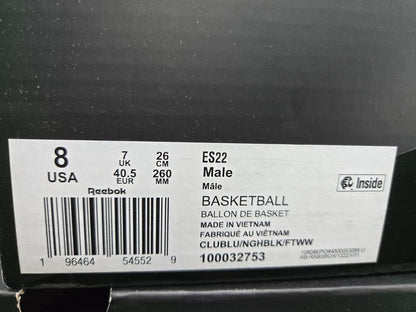 8
USA
7
UK
26
CM
40.5
EUR
260
MM
Reebok
1 96464 54552 9
ES22
Male
Mâle
BASKETBALL
BALLON DE BASKET
MADE IN VIETNAM
FABRIQUÉ AU VIÊTNAM
CLUBLU/NGHBLK/FTWW
100032753
Inside